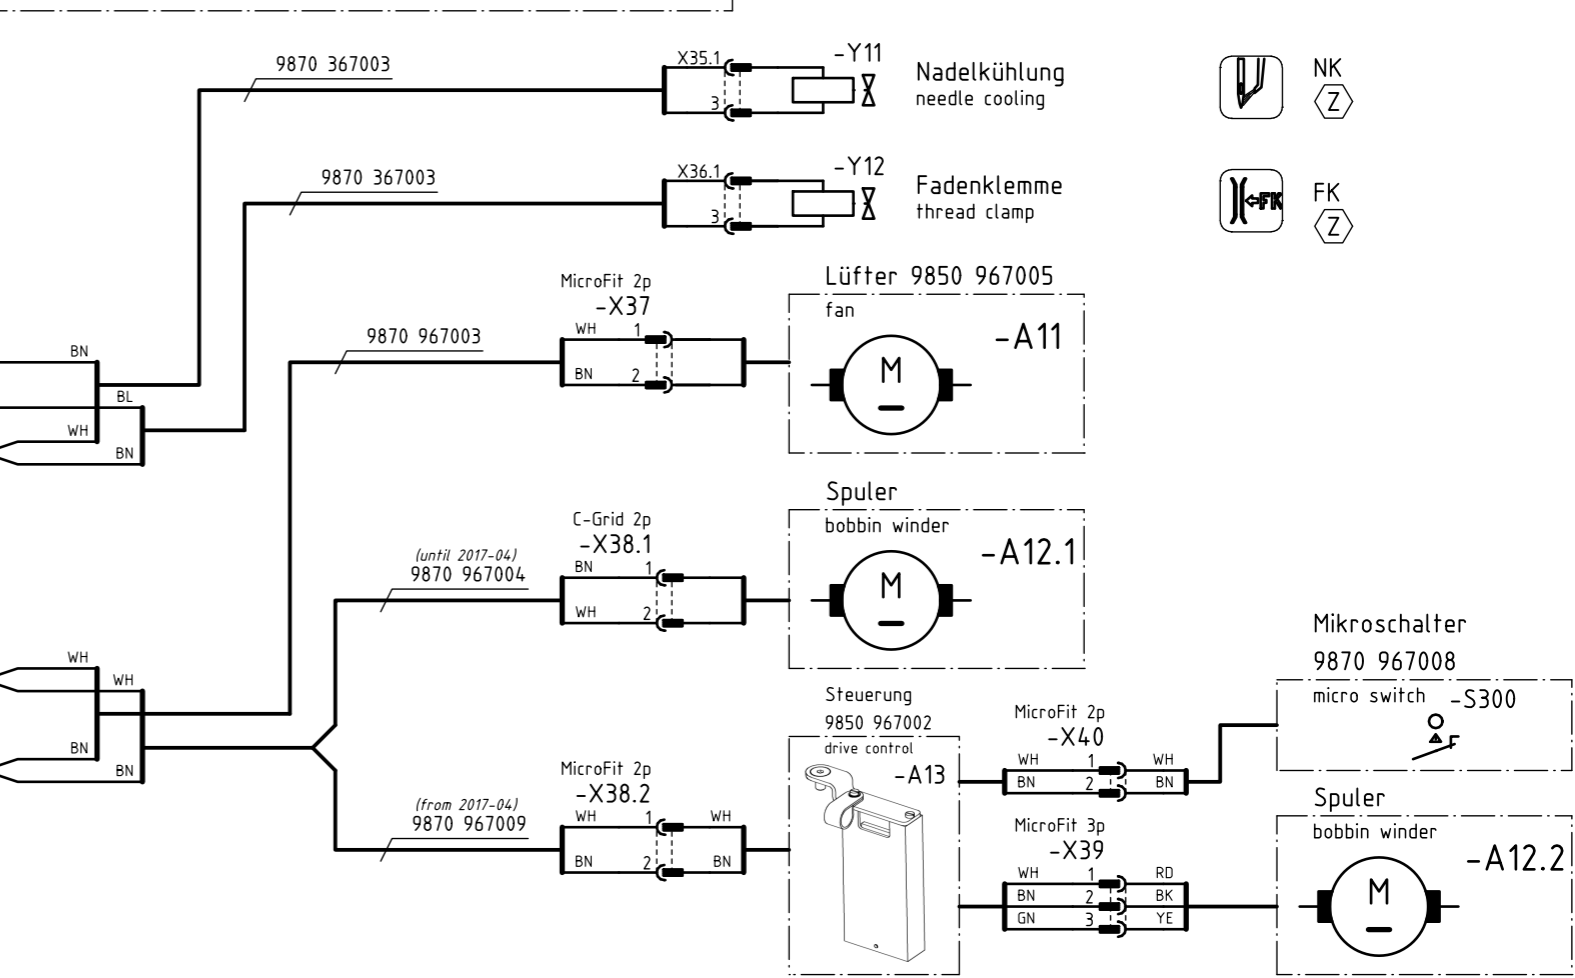 9870 367003
X35.1
3
-Y11
Nadelkühlung
needle cooling
NK
Z
9870 367003
X36.1
3
-Y12
Fadenklemme
thread clamp
FK
FK
Z
Lüfter 9850 967005
fan
-A11
M
MicroFit 2p
-X37
WH 1
BN 2
9870 967003
BN
BL
WH
BN
Spuler
bobbin winder
-A12.1
M
C-Grid 2p
-X38.1
BN 1
WH 2
(until 2017-04)
9870 967004
WH
WH
BN
BN
Mikroschalter
9870 967008
micro switch -S300
Steuerung
9850 967002
drive control
-A13
MicroFit 2p
-X40
WH 1 WH
BN 2 BN
MicroFit 2p
-X38.2
WH 1 WH
BN 2 BN
(from 2017-04)
9870 967009
MicroFit 3p
-X39
WH 1 RD
BN 2 BK
GN 3 YE
Spuler
bobbin winder
-A12.2
M